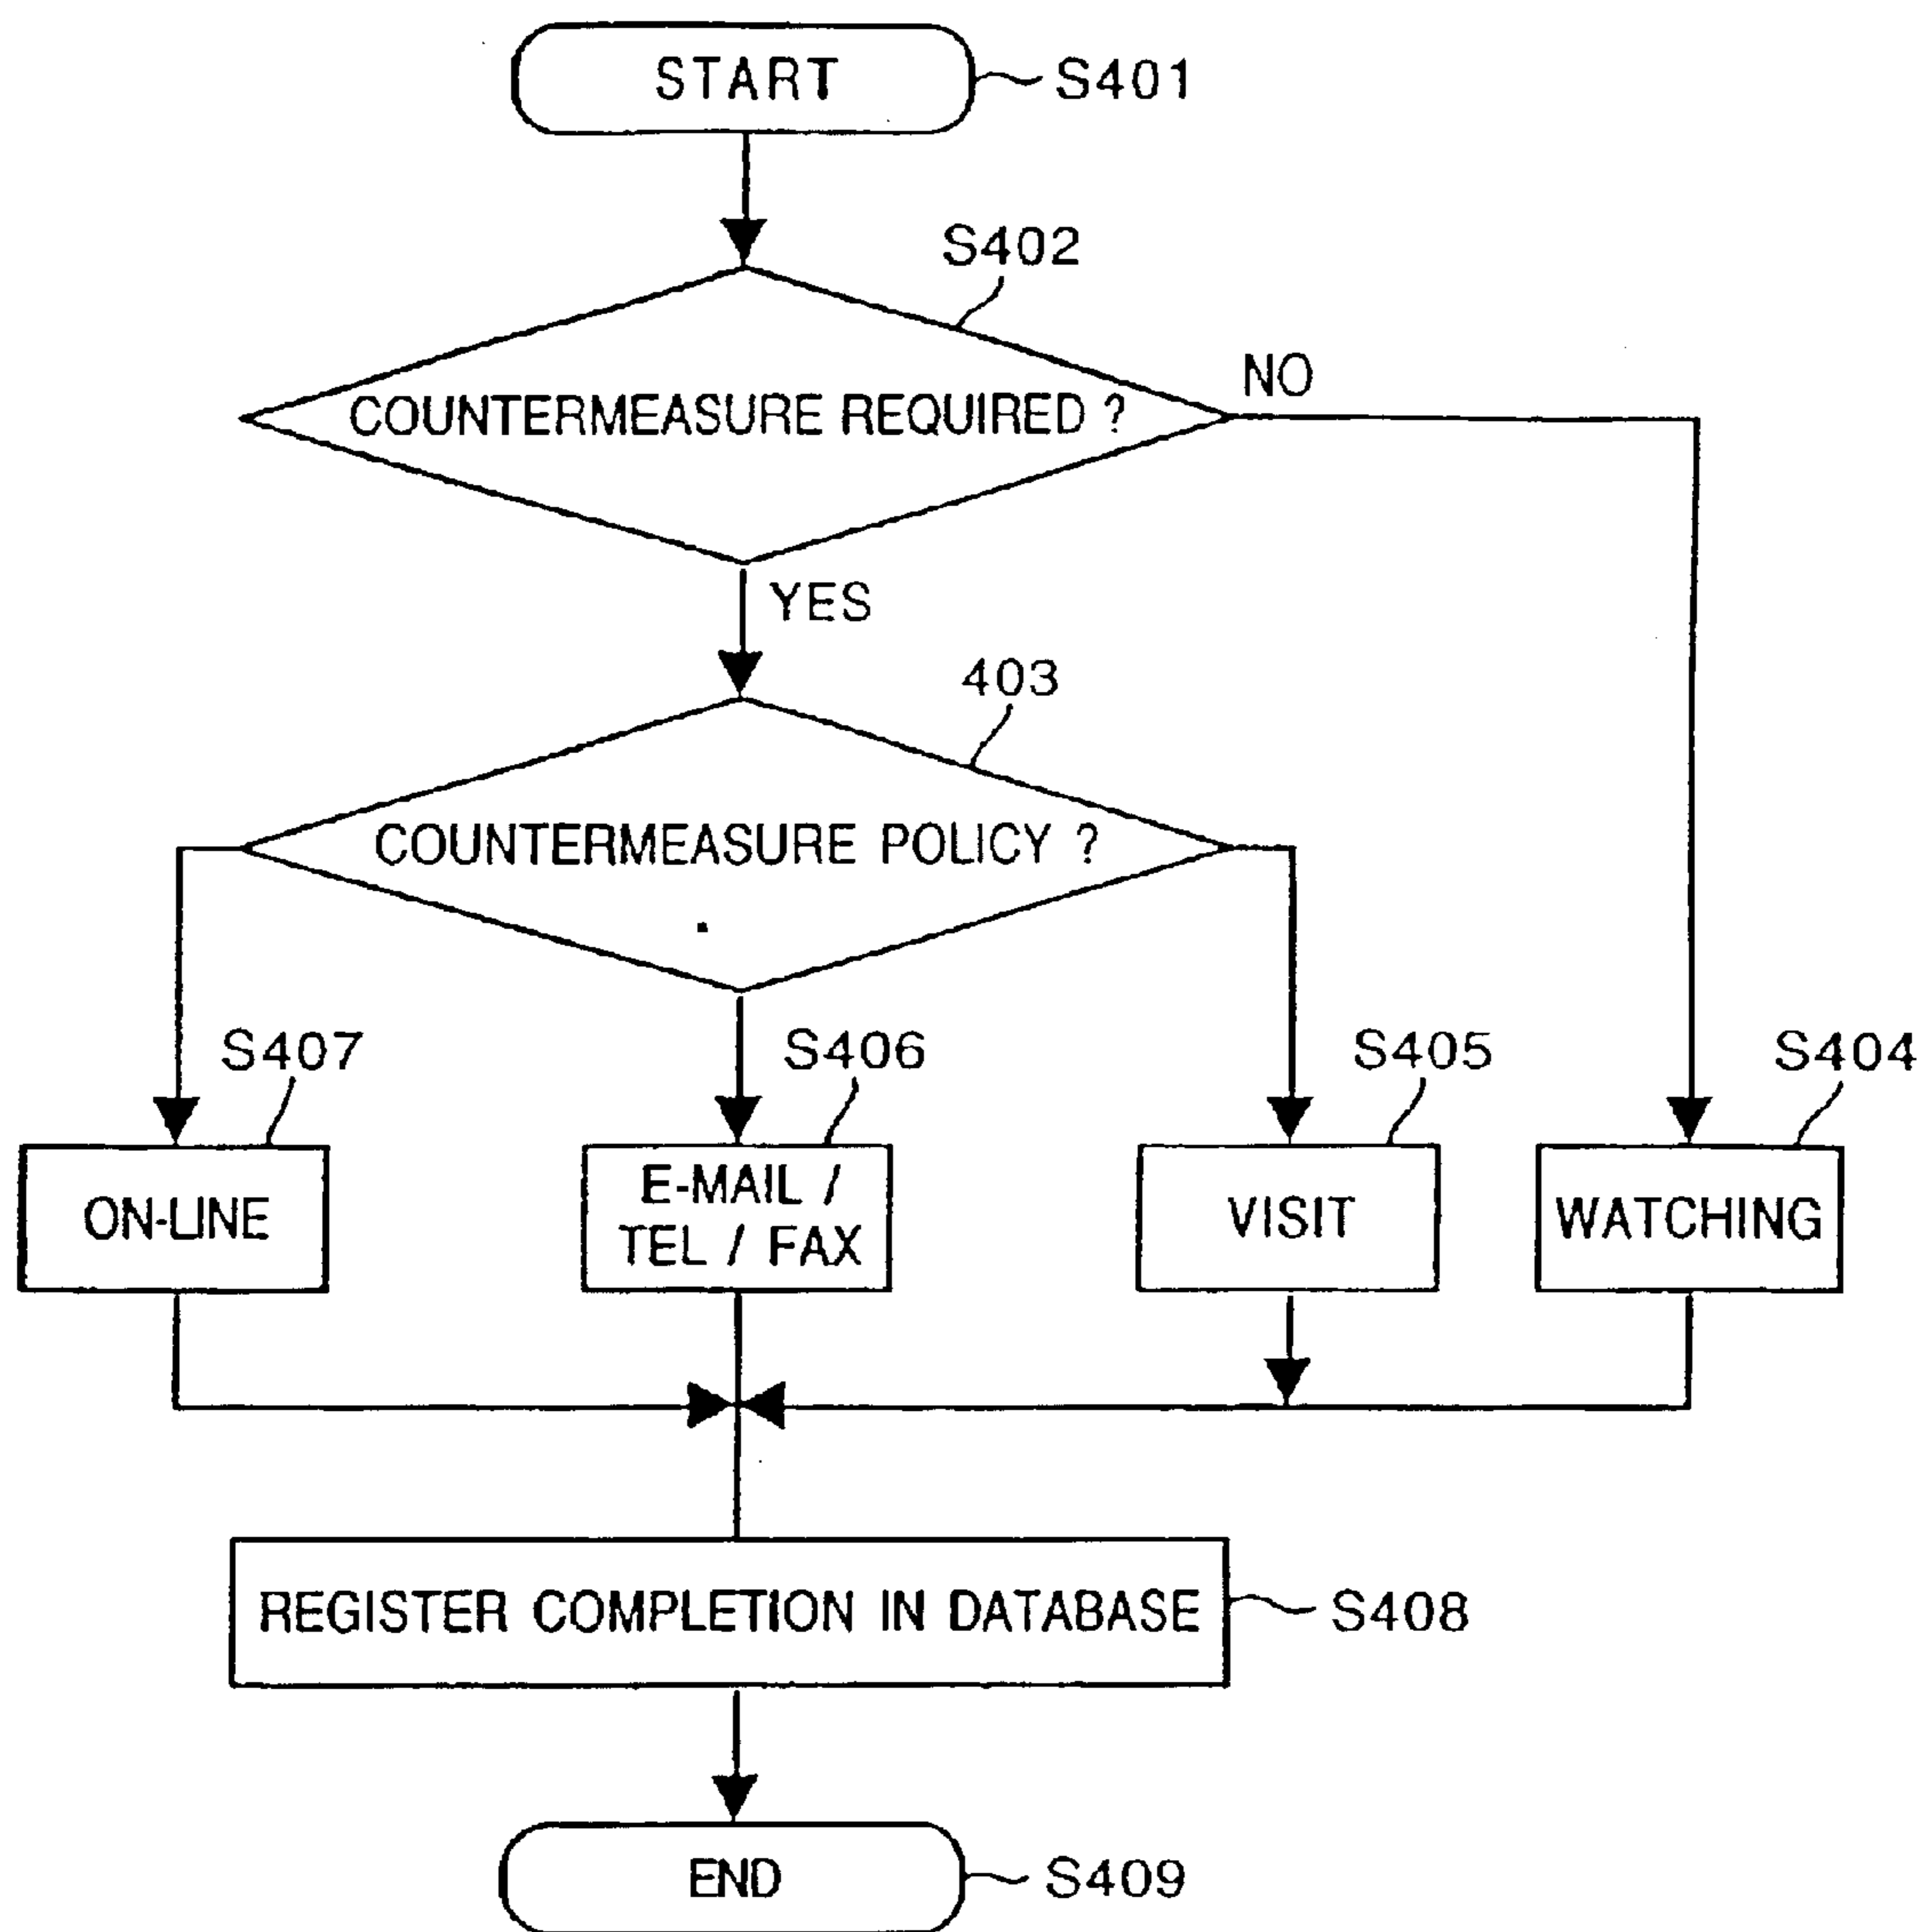 START
S401
S402
COUNTERMEASURE REQUIRED ?
NO
YES
403
COUNTERMEASURE POLICY ?
S407
S406
S405
S404
ON-LINE
E-MAIL /
TEL / FAX
VISIT
WATCHING
REGISTER COMPLETION IN DATABASE
S408
END
S409